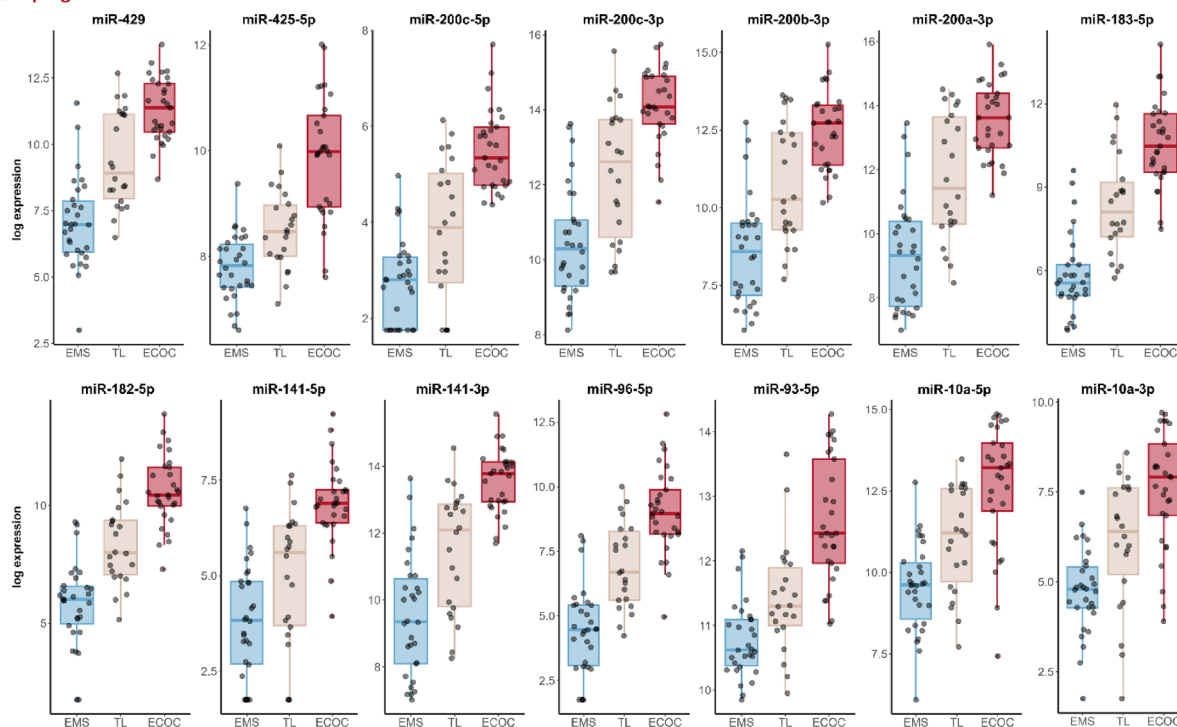 miR-429 miR-425-5p miR-200c-5p miR-200c-3p miR-200b-3p miR-200a-3p miR-183-5p
log expression
12.5 12 8 16 15.0 16 12
10.0 10 6 14 12.5 14 9
7.5 8 4 12 10.0 12 6
5.0 2 10 7.5 10
2.5 8 8
EMS TL ECOC EMS TL ECOC EMS TL ECOC EMS TL ECOC EMS TL ECOC EMS TL ECOC EMS TL ECOC
miR-182-5p miR-141-5p miR-141-3p miR-96-5p miR-93-5p miR-10a-5p miR-10a-3p
log expression
10 7.5 14 12.5 14 15.0 10.0
5 5.0 12 10.0 13 12.5 7.5
2.5 10 7.5 12 10.0 5.0
8 5.0 11 7.5 2.5
2.5 10
EMS TL ECOC EMS TL ECOC EMS TL ECOC EMS TL ECOC EMS TL ECOC EMS TL ECOC EMS TL ECOC